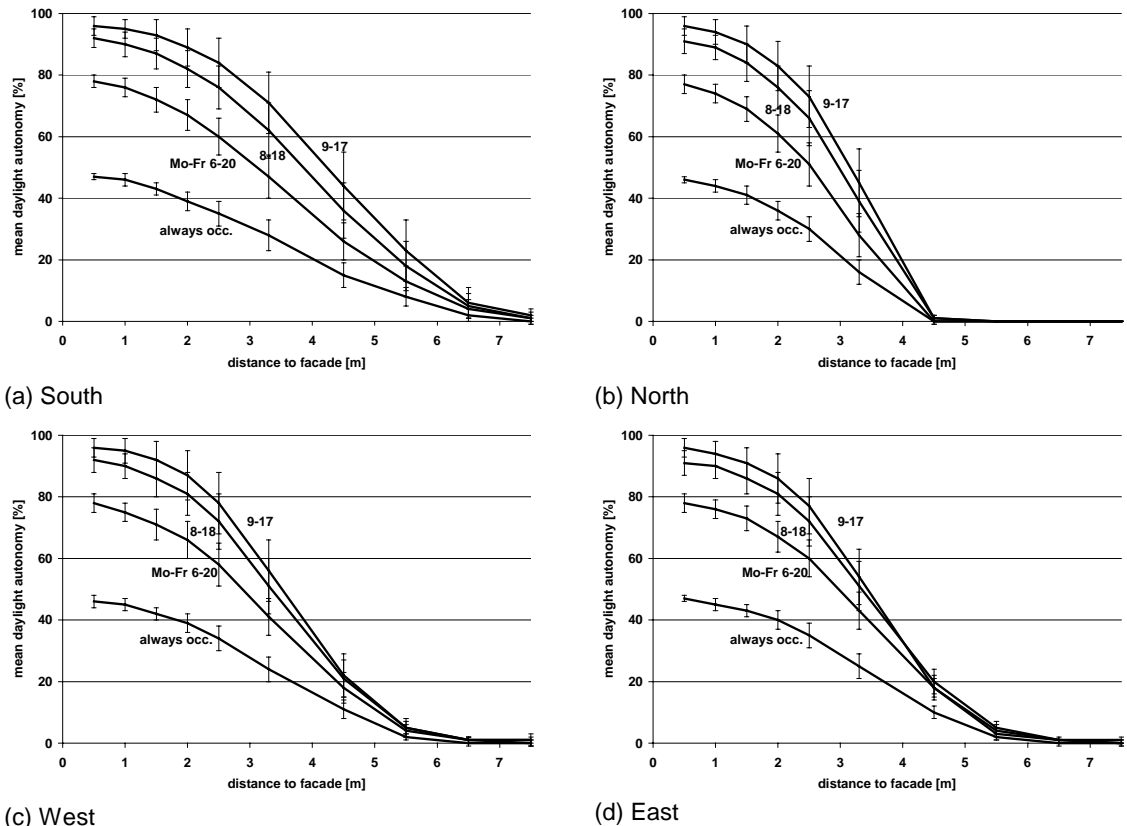 100
80
60
40
20
0
mean daylight autonomy [%]
9-17
8-18
Mo-Fr 6-20
always occ.
0 1 2 3 4 5 6 7
distance to facade [m]
(a) South
100
80
60
40
20
0
mean daylight autonomy [%]
9-17
8-18
Mo-Fr 6-20
always occ.
0 1 2 3 4 5 6 7
distance to facade [m]
(b) North
100
80
60
40
20
0
mean daylight autonomy [%]
9-17
8-18
Mo-Fr 6-20
always occ.
0 1 2 3 4 5 6 7
distance to facade [m]
(c) West
100
80
60
40
20
0
mean daylight autonomy [%]
9-17
8-18
Mo-Fr 6-20
always occ.
0 1 2 3 4 5 6 7
distance to facade [m]
(d) East